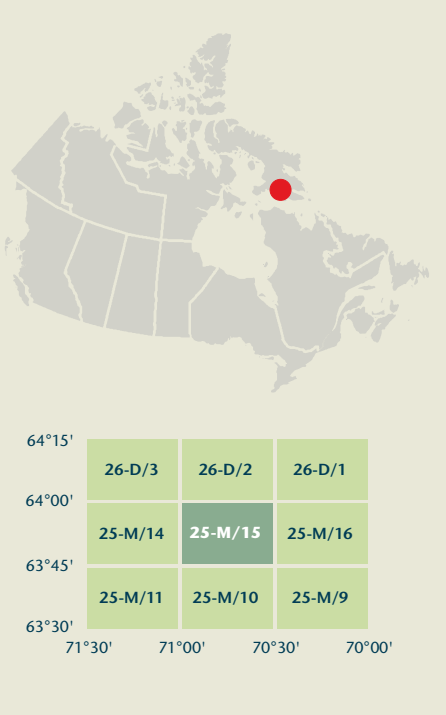 64°15'
26-D/3 26-D/2 26-D/1
64°00'
25-M/14 25-M/15 25-M/16
63°45'
25-M/11 25-M/10 25-M/9
63°30'
71°30' 71°00' 70°30' 70°00'